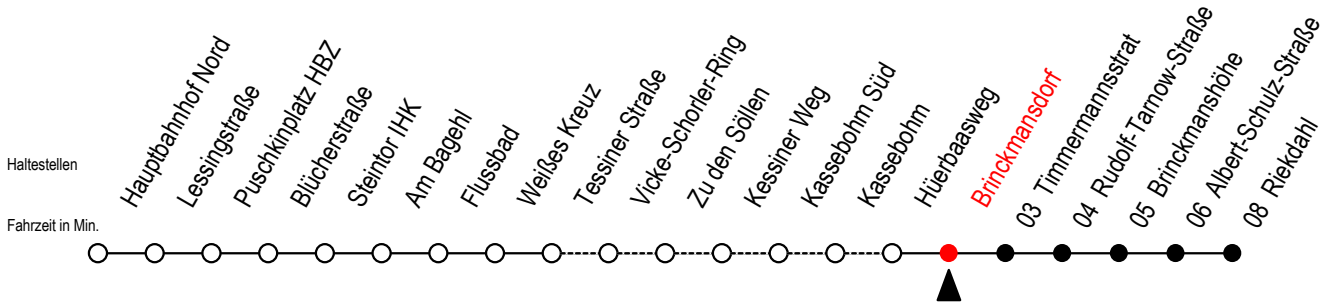 Haltestellen
Fahrzeit in Min.
Hauptbahnhof Nord
Lessingstraße
Puschkinplatz HBZ
Blücherstraße
Steintor IHK
Am Bagehl
Flussbad
Weißes Kreuz
Tessiner Straße
Vicke-Schorler-Ring
Zu den Söllen
Kessiner Weg
Kassebohm Süd
Kassebohm
Hüerbaasweg
Brinckmansdorf
03 Timmermannsstrat
04 Rudolf-Tarnow-Straße
05 Brinckmanshöhe
06 Albert-Schulz-Straße
08 Riekdahl